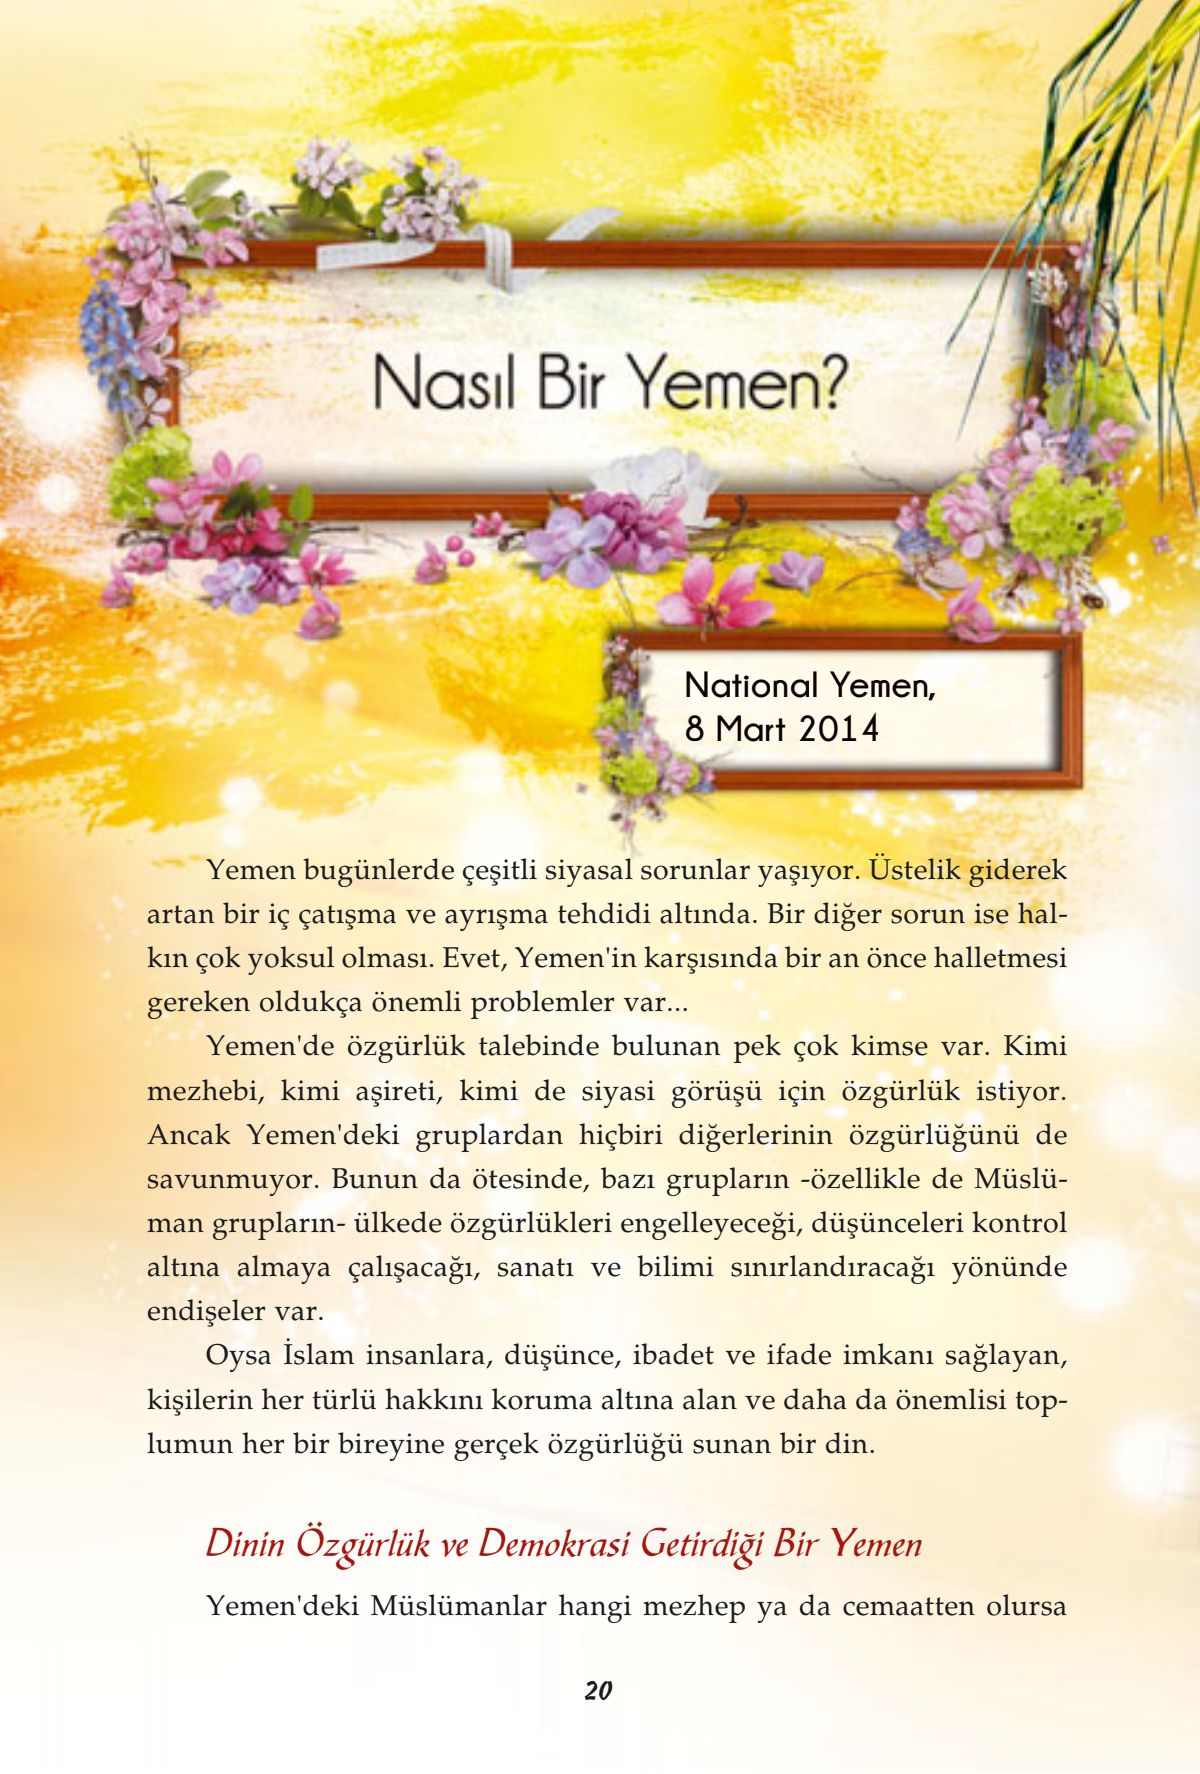 Nasıl Bir Yemen?
National Yemen,
8 Mart 2014
Yemen bugünlerde çeşitli siyasal sorunlar yaşıyor. Üstelik giderek
artan bir iç çatışma ve ayrışma tehdidi altında. Bir diğer sorun ise hal-
kın çok yoksul olması. Evet, Yemen'in karşısında bir an önce halletmesi
gereken oldukça önemli problemler var...
Yemen'de özgürlük talebinde bulunan pek çok kimse var. Kimi
mezhebi, kimi aşireti, kimi de siyasi görüşü için özgürlük istiyor.
Ancak Yemen'deki gruplardan hiçbiri diğerlerinin özgürlüğünü de
savunmuyor. Bunun da ötesinde, bazı grupların -özellikle de Müslü-
man grupların- ülkede özgürlükleri engelleyeceği, düşünceleri kontrol
altına almaya çalışacağı, sanatı ve bilimi sınırlandıracağı yönünde
endişeler var.
Oysa İslam insanlara, düşünce, ibadet ve ifade imkanı sağlayan,
kişilerin her türlü hakkını koruma altına alan ve daha da önemlisi top-
lumun her bir bireyine gerçek özgürlüğü sunan bir din.
Dinin Özgürlük ve Demokrasi Getirdiği Bir Yemen
Yemen'deki Müslümanlar hangi mezhep ya da cemaatten olursa
20